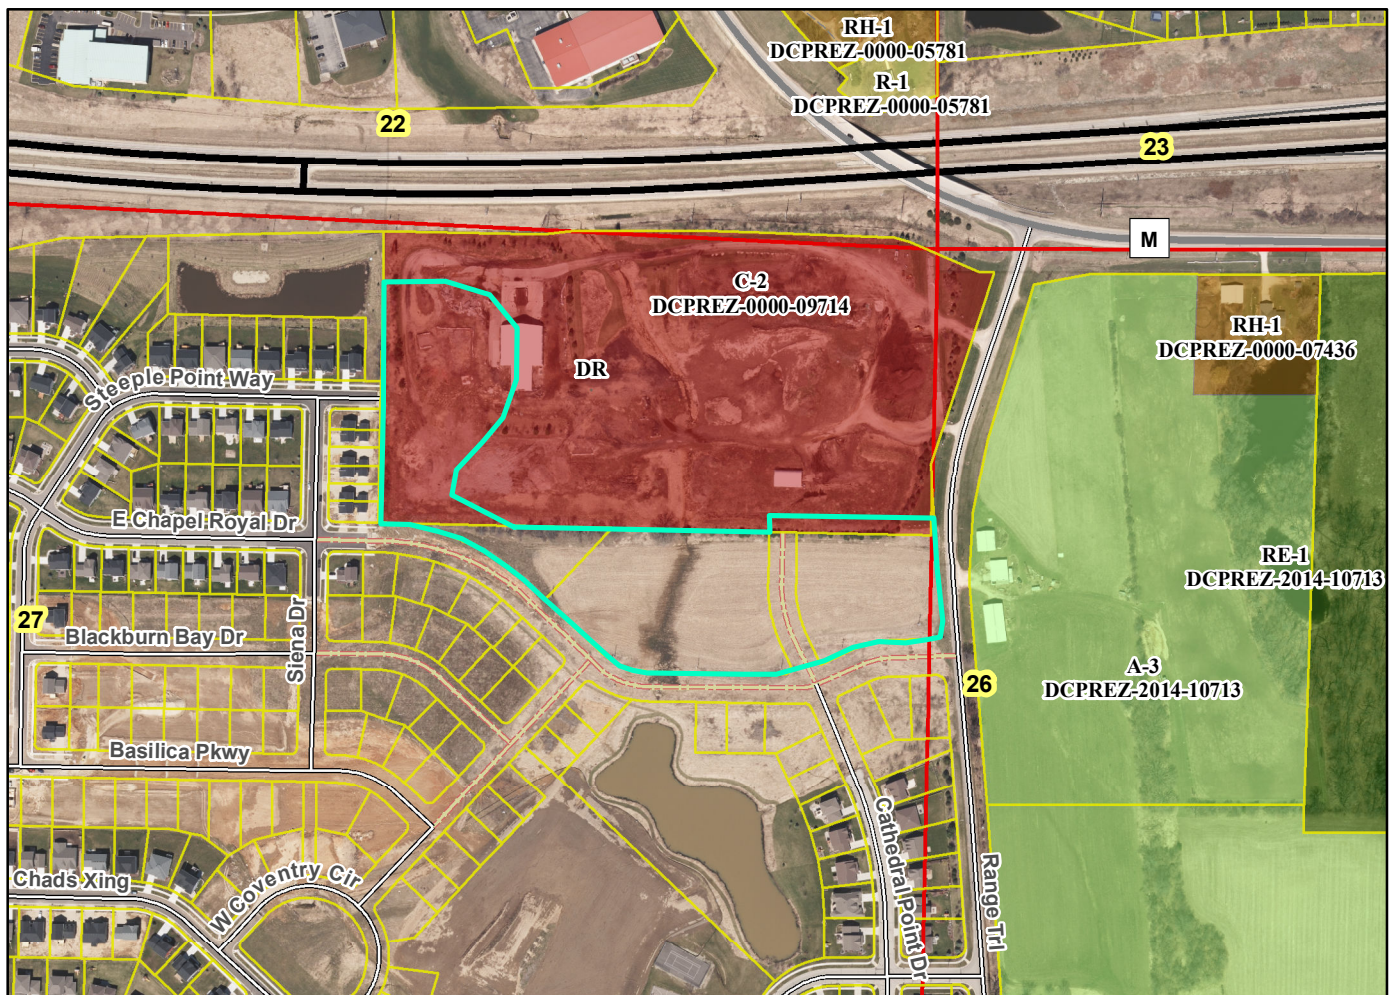 RH-1
DCPREZ-0000-05781
R-1
DCPREZ-0000-05781
22
23
M
C-2
DCPREZ-0000-09714
RH-1
DCPREZ-0000-07436
DR
Steeple Point Way
E Chapel Royal Dr
RE-1
DCPREZ-2014-10713
27
Blackburn Bay Dr
Siena Dr
A-3
DCPREZ-2014-10713
26
Basilica Pkwy
Cathedral Point Dr
Range Trl
Chads Xing
W Coventry Cir